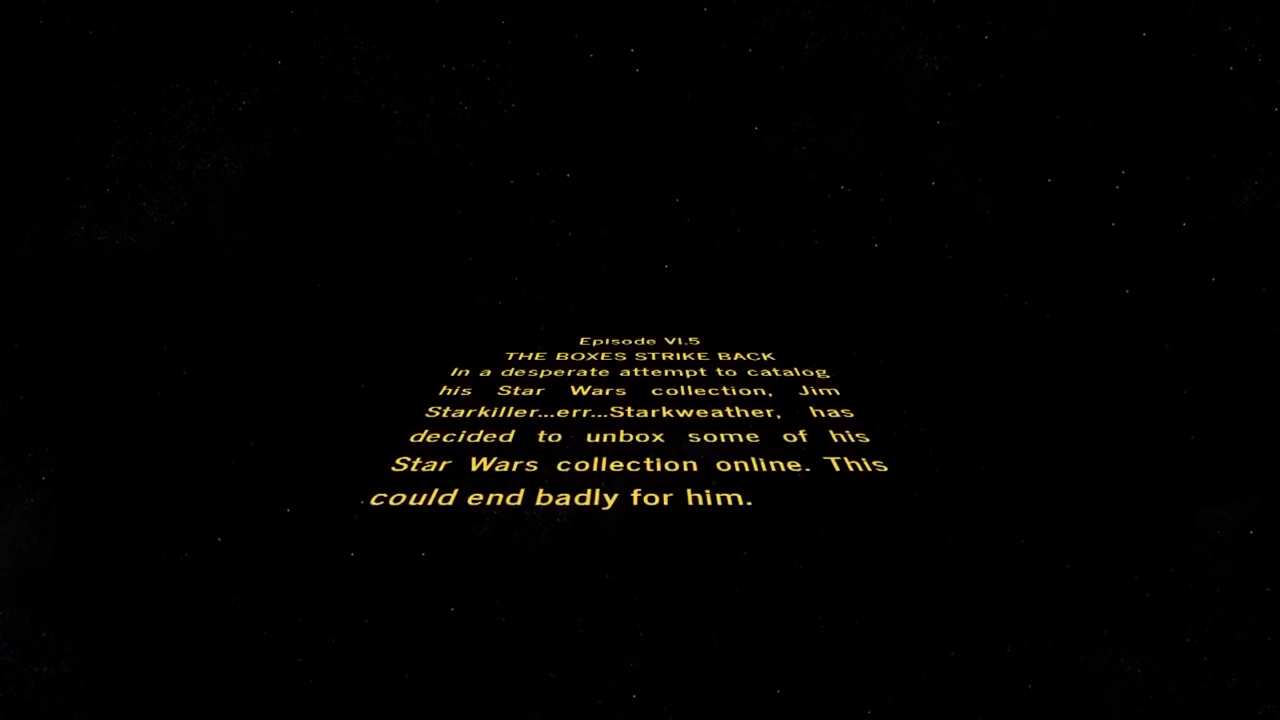 Episode VI.5
THE BOXES STRIKE BACK
In a desperate attempt to catalog
his Star Wars collection, Jim
Starkiller...err...Starkweather, has
decided to unbox some of his
Star Wars collection online. This
could end badly for him.